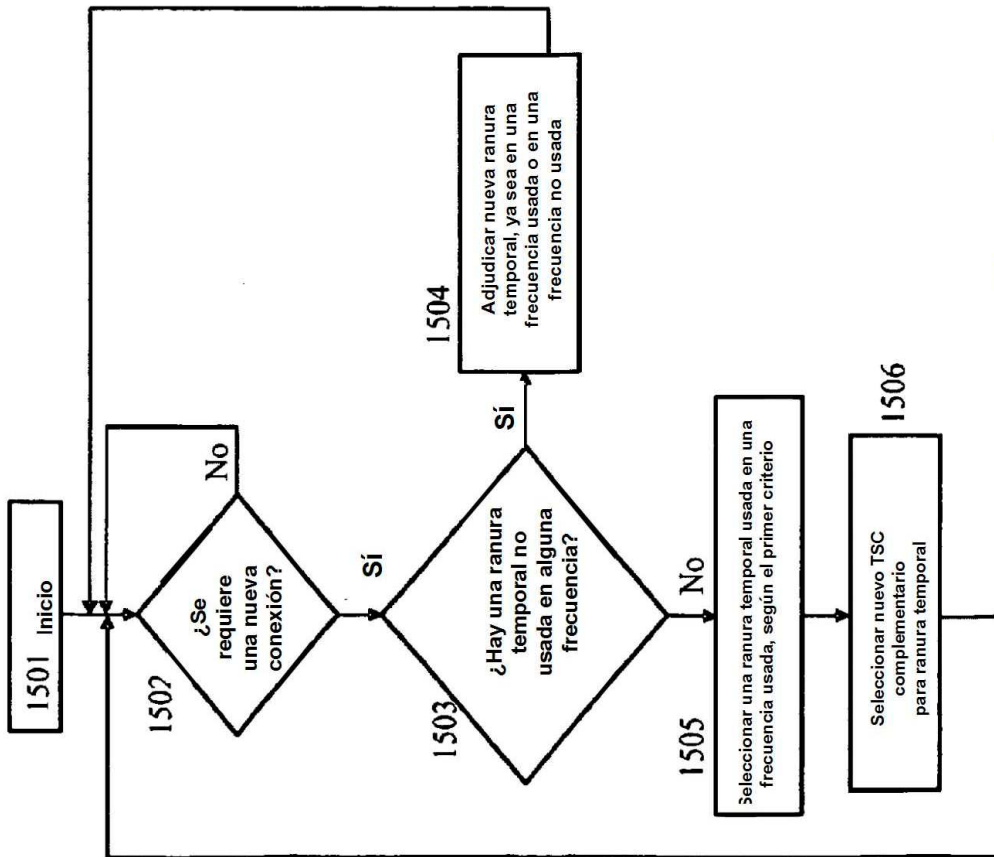 1501 Inicio
1502
¿Se
requiere
una nueva
conexión?
No
Sí
1503
¿Hay una ranura
temporal no
usada en alguna
frecuencia?
Sí
1504
Adjudicar nueva ranura
temporal, ya sea en una
frecuencia usada o en una
frecuencia no usada
No
1505
Seleccionar una ranura temporal usada en una
frecuencia usada, según el primer criterio
1506
Seleccionar nuevo TSC
complementario
para ranura temporal